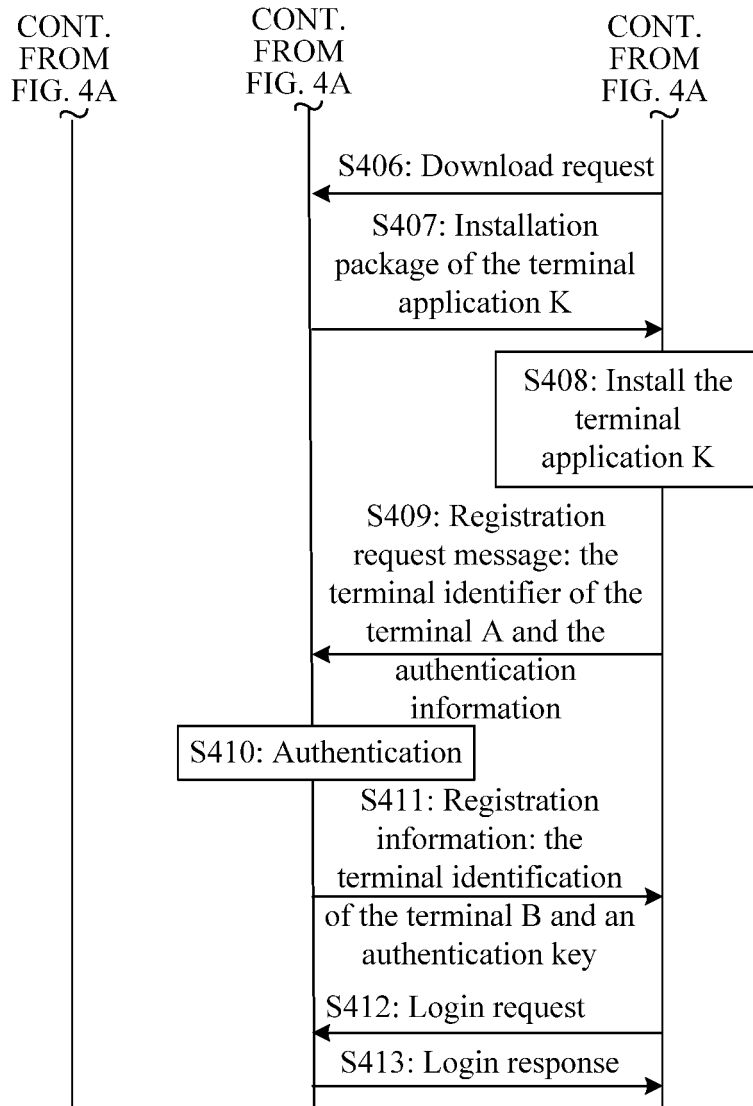 CONT.
FROM
FIG. 4A
CONT.
FROM
FIG. 4A
CONT.
FROM
FIG. 4A
S406: Download request
S407: Installation
package of the terminal
application K
S408: Install the
terminal
application K
S409: Registration
request message: the
terminal identifier of the
terminal A and the
authentication
information
S410: Authentication
S411: Registration
information: the
terminal identification
of the terminal B and an
authentication key
S412: Login request
S413: Login response